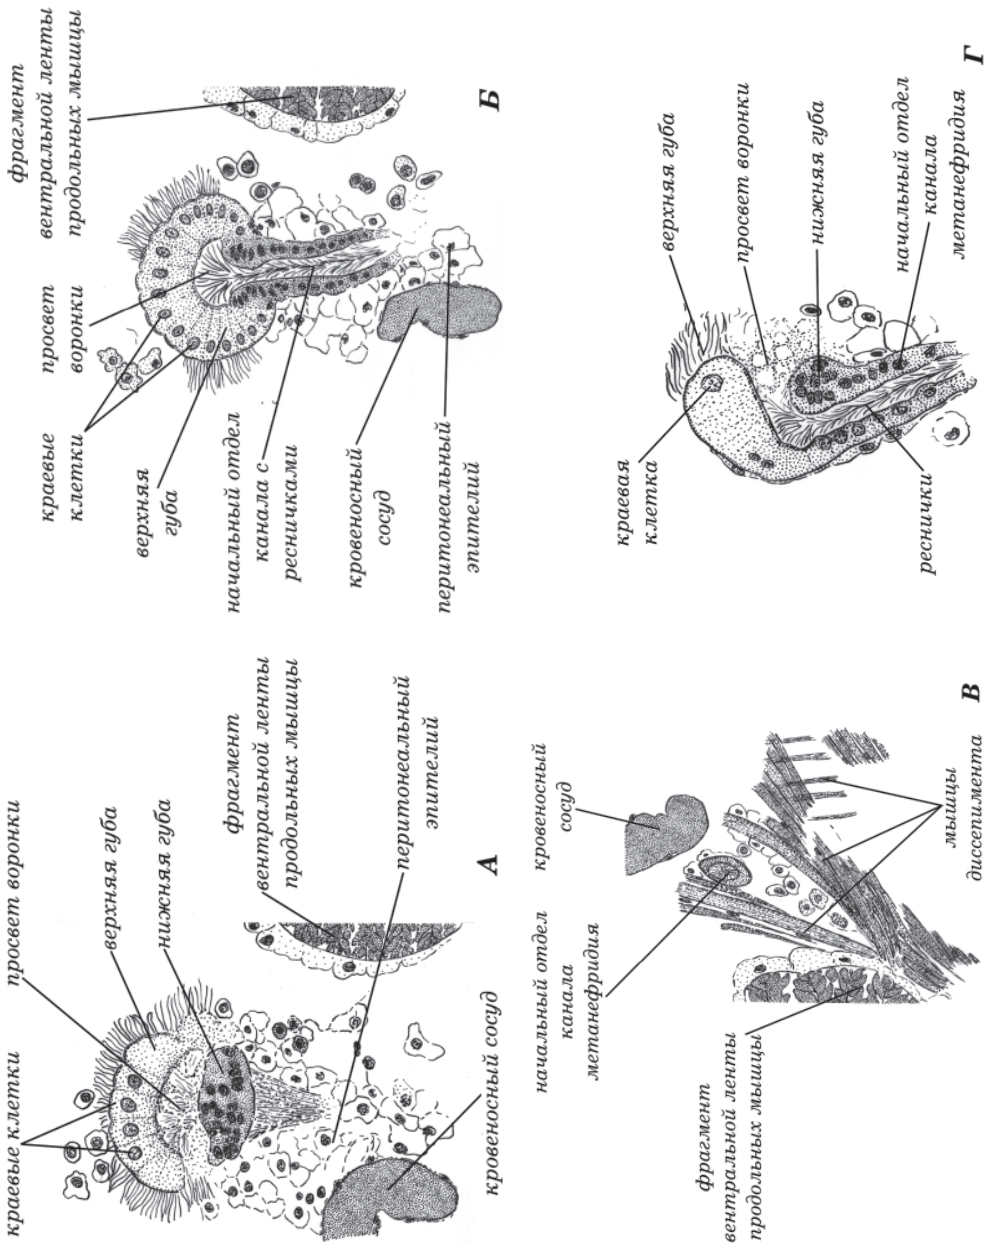 краевые клетки
просвет воронки
верхняя губа
нижняя губа
фрагмент
вентральной ленты
продольных мышцы
перитонеальный
эпителий
кровеносный сосуд
А
краевые
клетки
просвет
воронки
фрагмент
вентральной ленты
продольных мышцы
верхняя
губа
начальный отдел
канала с
ресничками
кровеносный
сосуд
перитонеальный
эпителий
Б
фрагмент
вентральной ленты
продольных мышцы
начальный отдел
канала
метанефридия
кровеносный
сосуд
мышцы
диссепимента
В
краевая
клетка
верхняя губа
просвет воронки
нижняя губа
начальный отдел
канала
метанефридия
реснички
Г